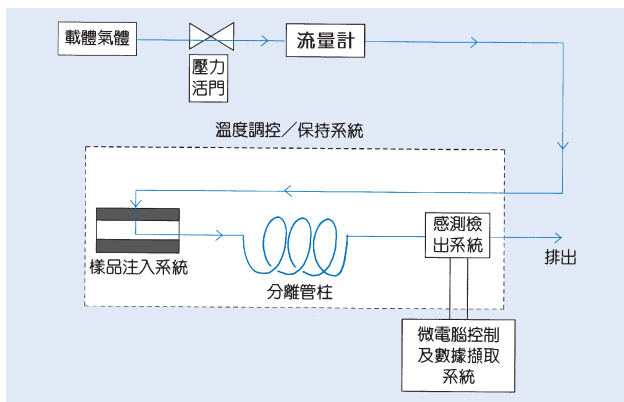 載體氣體
流量計
壓力
活門
溫度調控／保持系統
樣品注入系統
分離管柱
感測檢
出系統
排出
微電腦控制
及數據擷取
系統